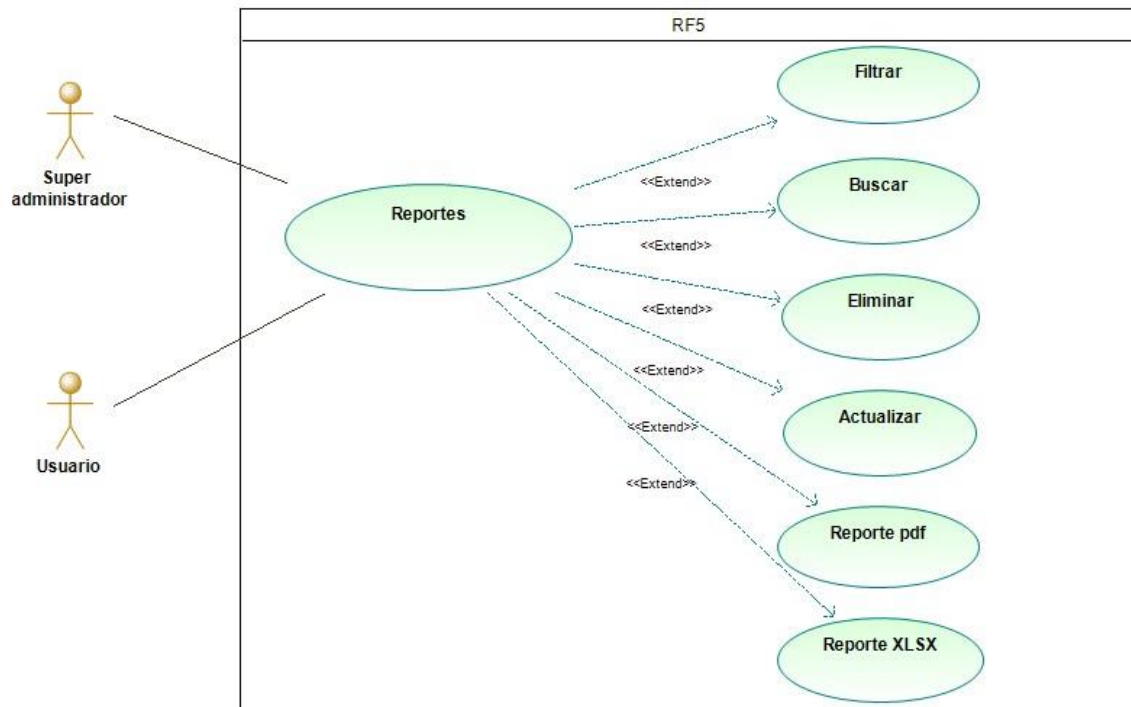 RF5
Super
administrador
Usuario
Reportes
<<Extend>>
<<Extend>>
<<Extend>>
<<Extend>>
<<Extend>>
<<Extend>>
Filtrar
Buscar
Eliminar
Actualizar
Reporte pdf
Reporte XLSX